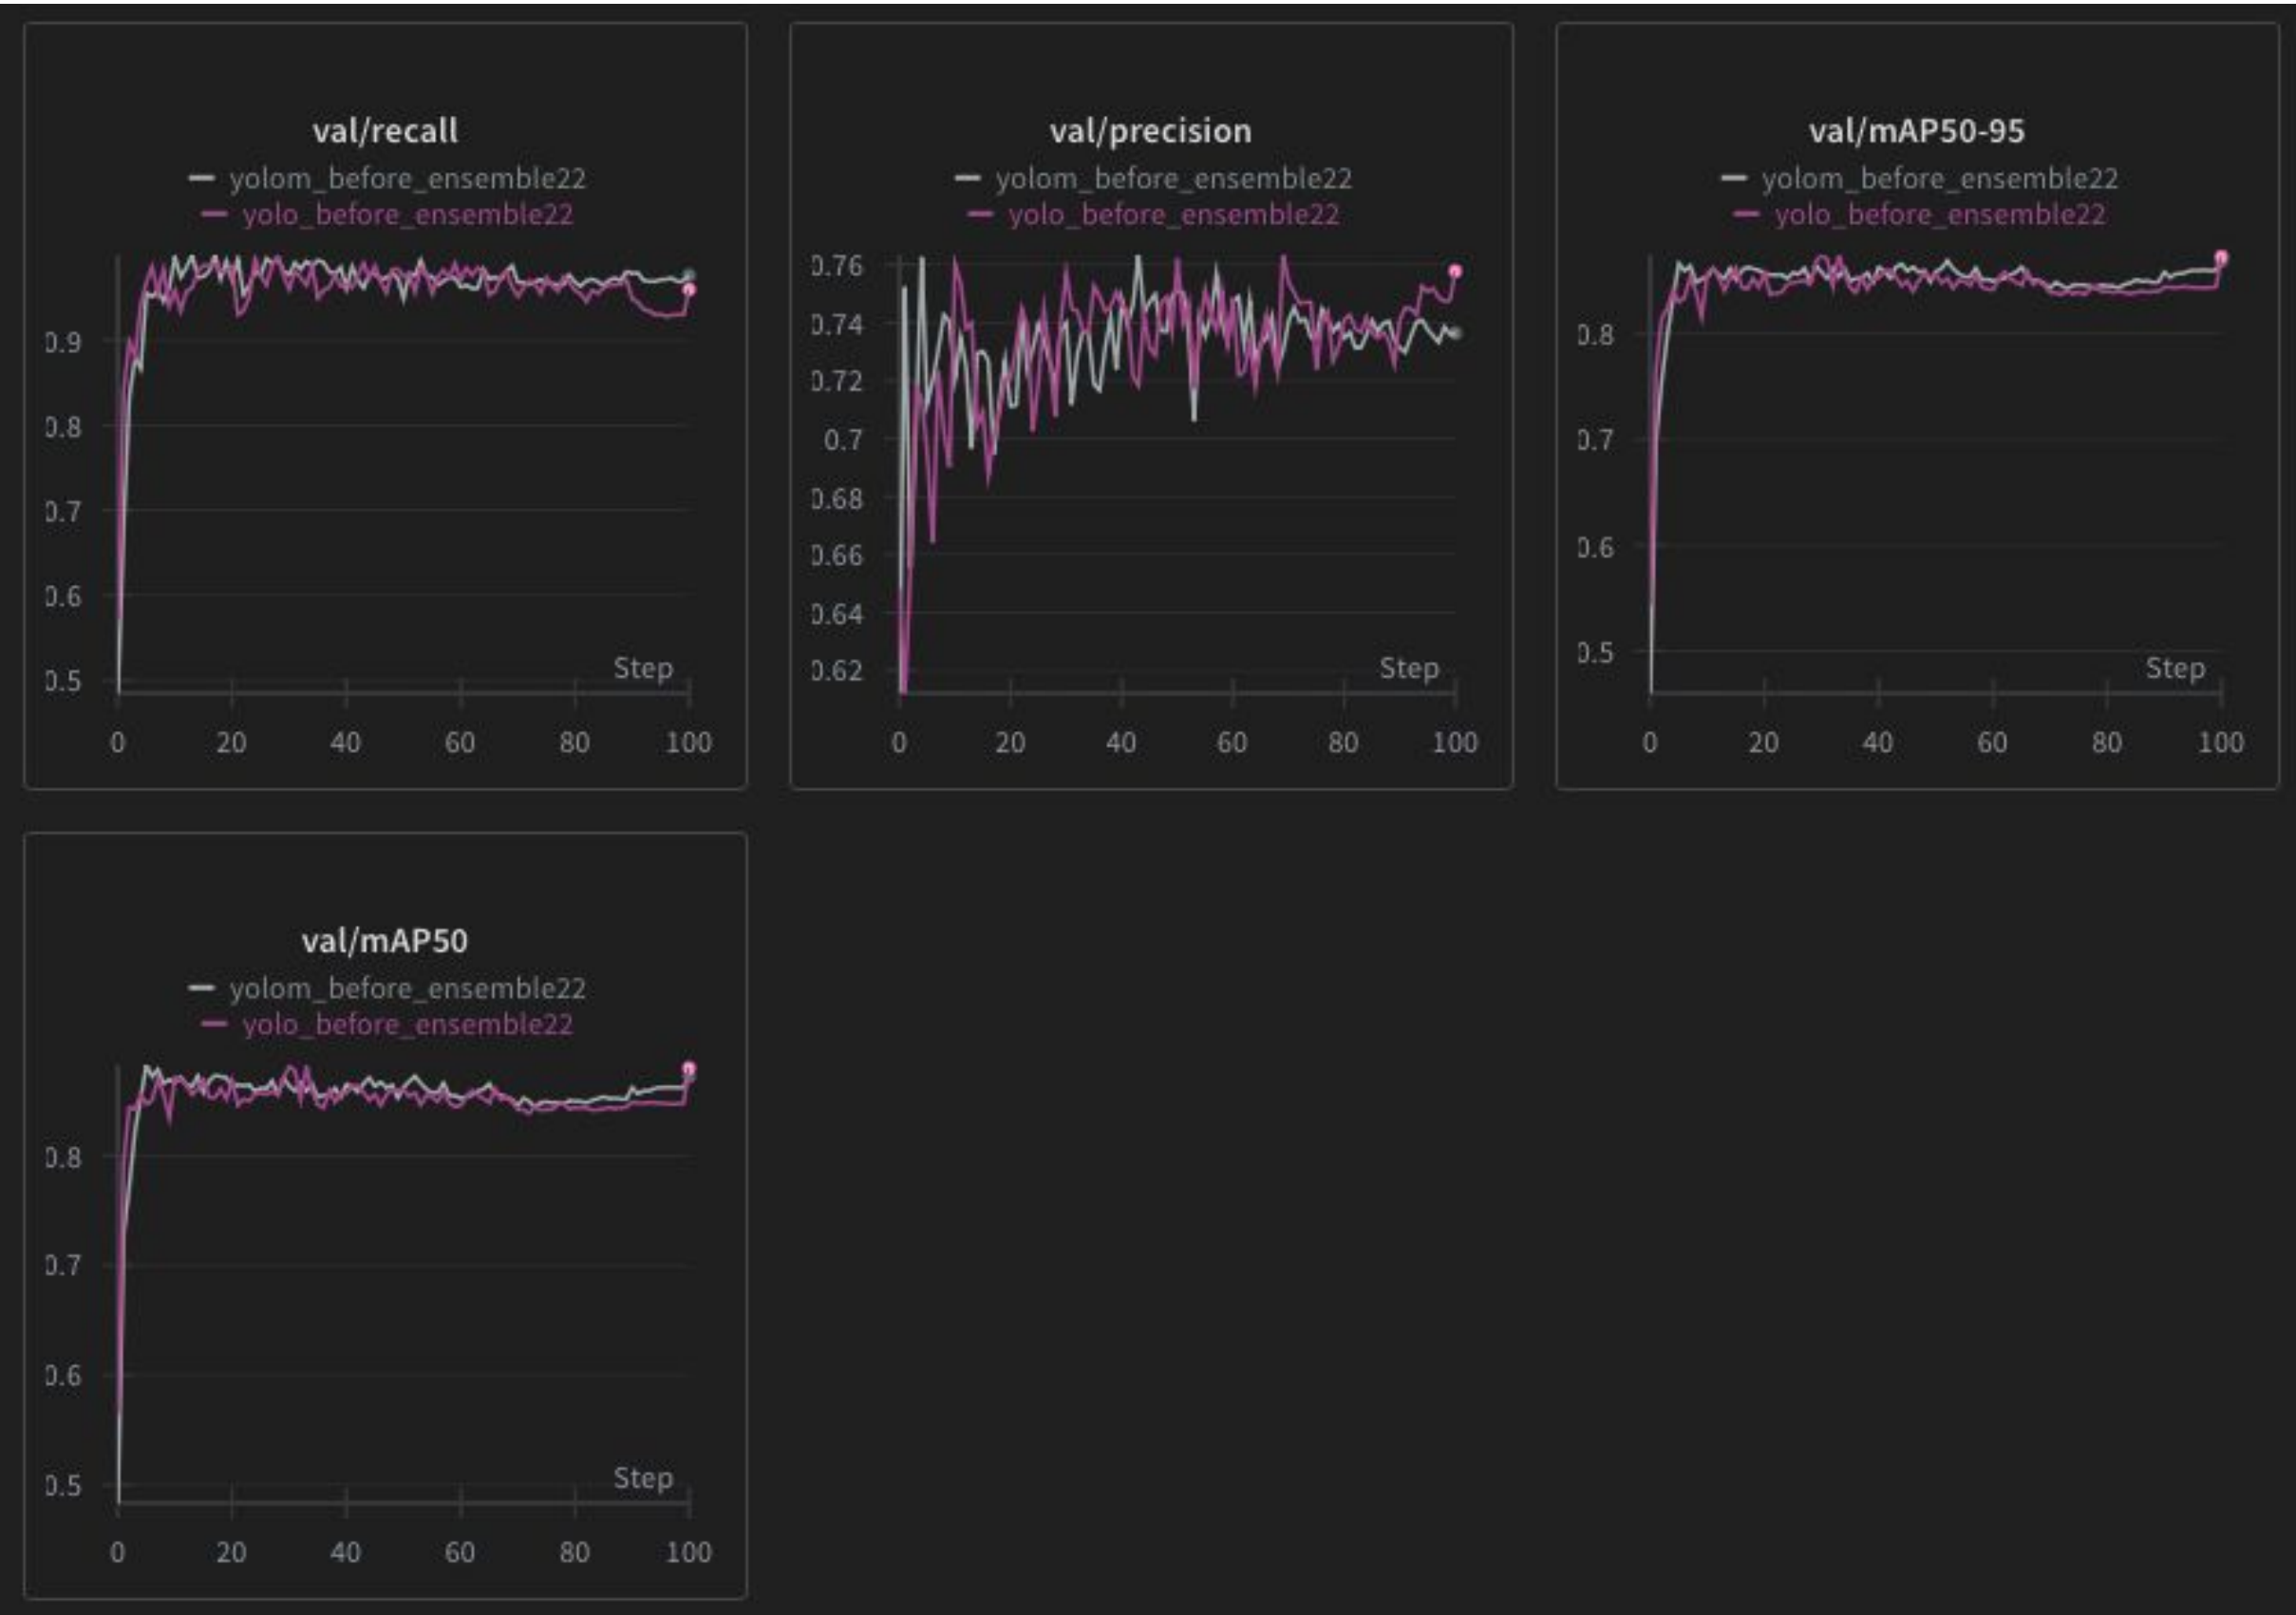 val/recall
yolom_before_ensemble22
yolo_before_ensemble22
0.9
0.8
0.7
0.6
0.5
Step
0 20 40 60 80 100
val/precision
yolom_before_ensemble22
yolo_before_ensemble22
0.76
0.74
0.72
0.7
0.68
0.66
0.64
0.62
Step
0 20 40 60 80 100
val/mAP50-95
yolom_before_ensemble22
yolo_before_ensemble22
0.8
0.7
0.6
0.5
Step
0 20 40 60 80 100
val/mAP50
yolom_before_ensemble22
yolo_before_ensemble22
0.8
0.7
0.6
0.5
Step
0 20 40 60 80 100